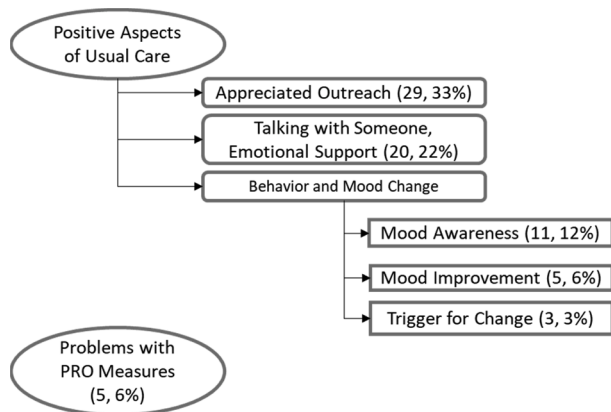 Positive Aspects
of Usual Care
Appreciated Outreach (29, 33%)
Talking with Someone,
Emotional Support (20, 22%)
Behavior and Mood Change
Mood Awareness (11, 12%)
Mood Improvement (5, 6%)
Trigger for Change (3, 3%)
Problems with
PRO Measures
(5, 6%)